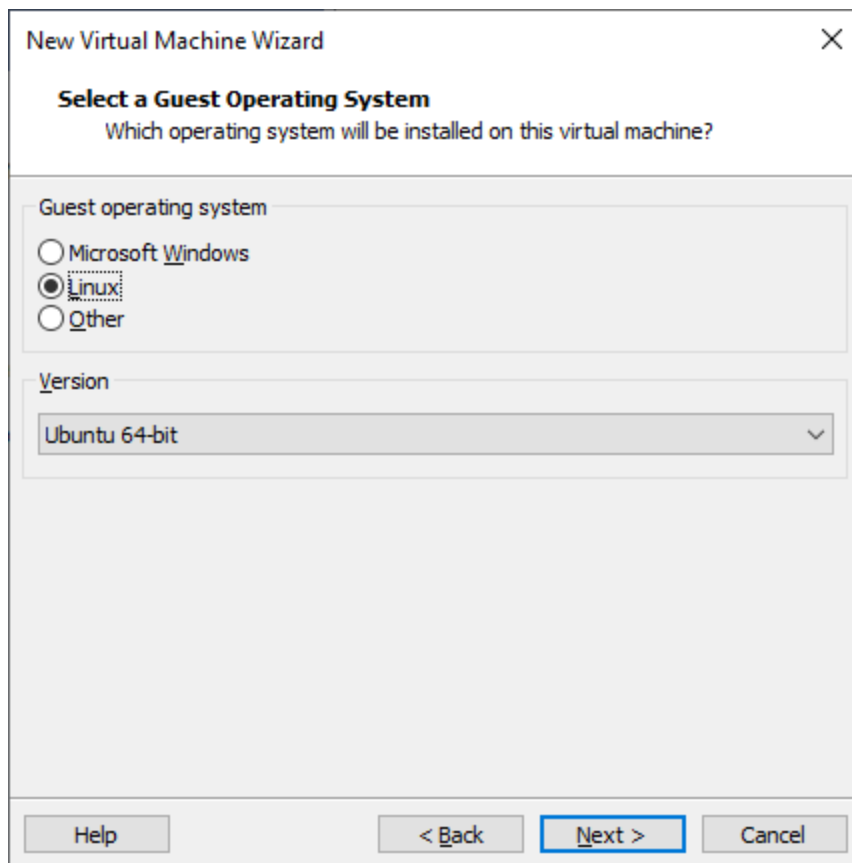 New Virtual Machine Wizard
Select a Guest Operating System
Which operating system will be installed on this virtual machine?
Guest operating system
Microsoft Windows
Linux
Other
Version
Ubuntu 64-bit
Help
< Back
Next >
Cancel